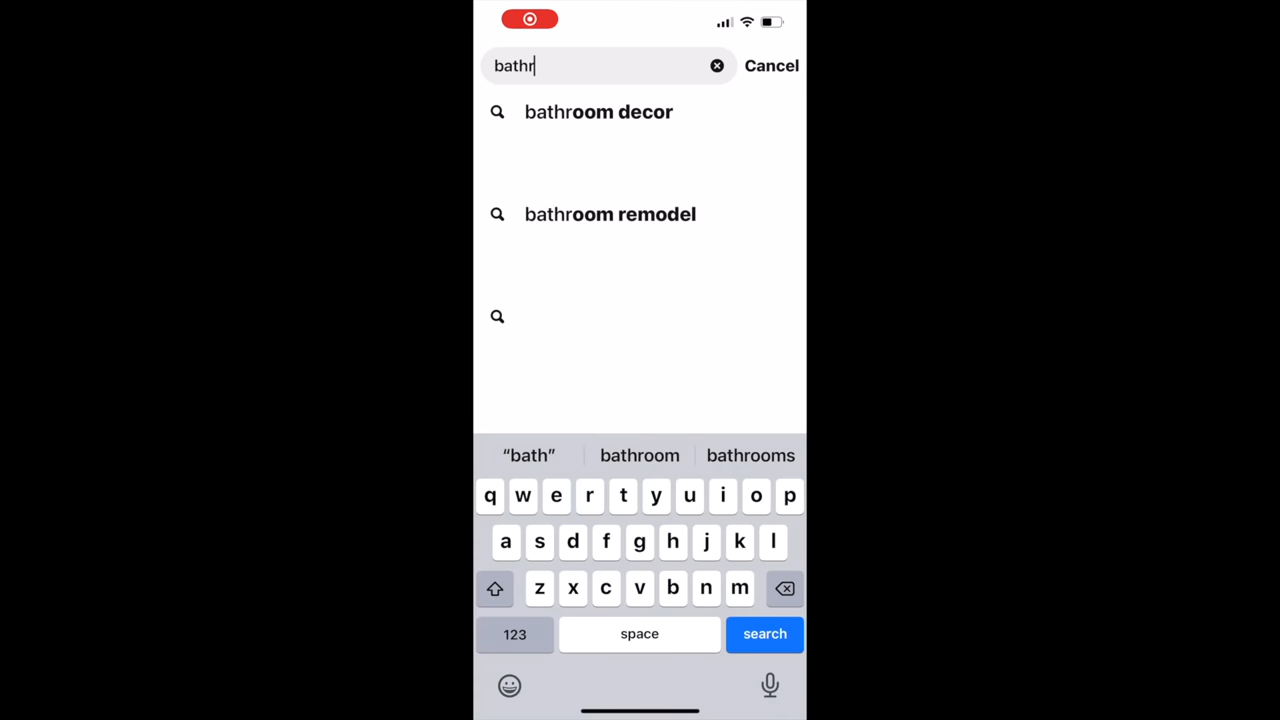 bathr Cancel
bathroom decor
bathroom remodel
“bath” bathroom bathrooms
q w e r t y u i o p
a s d f g h j k l
z x c v b n m
123 space search